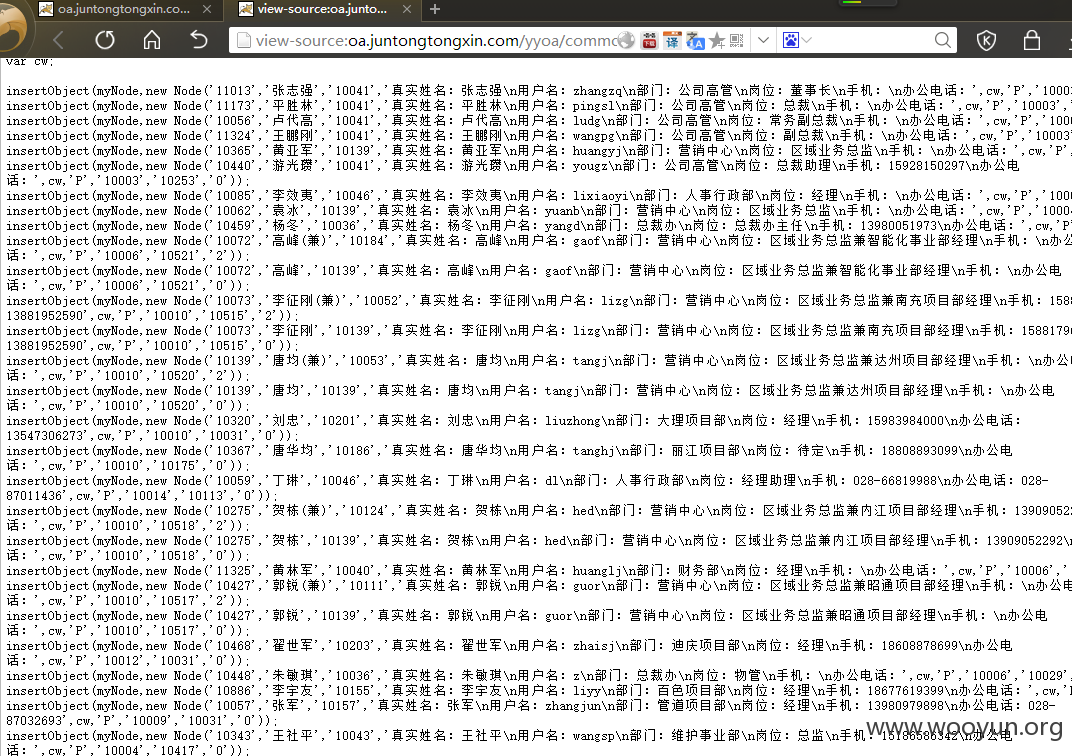 oa.juntongtongxin.co...
view-source:oa.junto...
view-source:oa.juntongtongxin.com/yyoa/commo
var cw;
insertObject(myNode,new Node('11013','张志强','10041','真实姓名: 张志强\n用户名: zhangzq\n部门: 公司高管\n岗位: 董事长\n手机: \n办公电话: ',cw,'P','1000
insertObject(myNode,new Node('11173','平胜林','10041','真实姓名: 平胜林\n用户名: pingsl\n部门: 公司高管\n岗位: 总裁\n手机: \n办公电话: ',cw,'P','10003','
insertObject(myNode,new Node('10056','卢代高','10041','真实姓名: 卢代高\n用户名: ludg\n部门: 公司高管\n岗位: 常务副总裁\n手机: \n办公电话: ',cw,'P','100
insertObject(myNode,new Node('11324','王鹏刚','10041','真实姓名: 王鹏刚\n用户名: wangpg\n部门: 公司高管\n岗位: 副总裁\n手机: \n办公电话: ',cw,'P','10003'
insertObject(myNode,new Node('10365','黄亚军','10139','真实姓名: 黄亚军\n用户名: huangyj\n部门: 营销中心\n岗位: 区域业务总监\n手机: \n办公电话: ',cw,'P',
insertObject(myNode,new Node('10440','游光瓒','10041','真实姓名: 游光瓒\n用户名: yougz\n部门: 公司高管\n岗位: 总裁助理\n手机: 15928150297\n办公电
话: ',cw,'P','10003','10253','0'));
insertObject(myNode,new Node('10085','李效夷','10046','真实姓名: 李效夷\n用户名: lixiaoyi\n部门: 人事行政部\n岗位: 经理\n手机: \n办公电话: ',cw,'P','100
insertObject(myNode,new Node('10062','袁冰','10139','真实姓名: 袁冰\n用户名: yuanb\n部门: 营销中心\n岗位: 区域业务总监\n手机: \n办公电话: ',cw,'P','1000
insertObject(myNode,new Node('10459','杨冬','10036','真实姓名: 杨冬\n用户名: yangd\n部门: 总裁办\n岗位: 总裁办主任\n手机: 13980051973\n办公电话: ',cw,'P'
insertObject(myNode,new Node('10072','高峰(兼)','10184','真实姓名: 高峰\n用户名: gaof\n部门: 营销中心\n岗位: 区域业务总监兼智能化事业部经理\n手机: \n办公
话: ',cw,'P','10006','10521','2'));
insertObject(myNode,new Node('10072','高峰','10139','真实姓名: 高峰\n用户名: gaof\n部门: 营销中心\n岗位: 区域业务总监兼智能化事业部经理\n手机: \n办公电
话: ',cw,'P','10006','10521','0'));
insertObject(myNode,new Node('10073','李征刚(兼)','10052','真实姓名: 李征刚\n用户名: lizg\n部门: 营销中心\n岗位: 区域业务总监兼南充项目部经理\n手机: 1588
13881952590',cw,'P','10010','10515','2'));
insertObject(myNode,new Node('10073','李征刚','10139','真实姓名: 李征刚\n用户名: lizg\n部门: 营销中心\n岗位: 区域业务总监兼南充项目部经理\n手机: 1588179
13881952590',cw,'P','10010','10515','0'));
insertObject(myNode,new Node('10139','唐均(兼)','10053','真实姓名: 唐均\n用户名: tangj\n部门: 营销中心\n岗位: 区域业务总监兼达州项目部经理\n手机: \n办公
话: ',cw,'P','10010','10520','2'));
insertObject(myNode,new Node('10139','唐均','10139','真实姓名: 唐均\n用户名: tangj\n部门: 营销中心\n岗位: 区域业务总监兼达州项目部经理\n手机: \n办公电
话: ',cw,'P','10010','10520','0'));
insertObject(myNode,new Node('10320','刘忠','10201','真实姓名: 刘忠\n用户名: liuzhong\n部门: 大理项目部\n岗位: 经理\n手机: 15983984000\n办公电话:
13547306273',cw,'P','10010','10031','0'));
insertObject(myNode,new Node('10367','唐华均','10186','真实姓名: 唐华均\n用户名: tanghj\n部门: 丽江项目部\n岗位: 待定\n手机: 18808893099\n办公电
话: ',cw,'P','10010','10175','0'));
insertObject(myNode,new Node('10059','丁琳','10046','真实姓名: 丁琳\n用户名: dl\n部门: 人事行政部\n岗位: 经理助理\n手机: 028-66819988\n办公电话: 028-
87011436',cw,'P','10014','10113','0'));
insertObject(myNode,new Node('10275','贺栋(兼)','10124','真实姓名: 贺栋\n用户名: hed\n部门: 营销中心\n岗位: 区域业务总监兼内江项目部经理\n手机: 13909052
话: ',cw,'P','10010','10518','2'));
insertObject(myNode,new Node('10275','贺栋','10139','真实姓名: 贺栋\n用户名: hed\n部门: 营销中心\n岗位: 区域业务总监兼内江项目部经理\n手机: 13909052292\n
话: ',cw,'P','10010','10518','0'));
insertObject(myNode,new Node('11325','黄林军','10040','真实姓名: 黄林军\n用户名: huanglj\n部门: 财务部\n岗位: 经理\n手机: \n办公电话: ',cw,'P','10006','
insertObject(myNode,new Node('10427','郭锐(兼)','10111','真实姓名: 郭锐\n用户名: guor\n部门: 营销中心\n岗位: 区域业务总监兼昭通项目部经理\n手机: \n办公电
话: ',cw,'P','10010','10517','2'));
insertObject(myNode,new Node('10427','郭锐','10139','真实姓名: 郭锐\n用户名: guor\n部门: 营销中心\n岗位: 区域业务总监兼昭通项目部经理\n手机: \n办公电
话: ',cw,'P','10010','10517','0'));
insertObject(myNode,new Node('10468','翟世军','10203','真实姓名: 翟世军\n用户名: zhaisj\n部门: 迪庆项目部\n岗位: 经理\n手机: 18608878699\n办公电
话: ',cw,'P','10012','10031','0'));
insertObject(myNode,new Node('10448','朱敏琪','10036','真实姓名: 朱敏琪\n用户名: z\n部门: 总裁办\n岗位: 物管\n手机: \n办公电话: ',cw,'P','10006','10029',
insertObject(myNode,new Node('10886','李宇友','10155','真实姓名: 李宇友\n用户名: liyy\n部门: 百色项目部\n岗位: 经理\n手机: 18677619399\n办公电话: ',cw,'
insertObject(myNode,new Node('10057','张军','10157','真实姓名: 张军\n用户名: zhangjun\n部门: 管道项目部\n岗位: 经理\n手机: 13980979898\n办公电话: 028-
87032693',cw,'P','10009','10031','0'));
insertObject(myNode,new Node('10343','王社平','10043','真实姓名: 王社平\n用户名: wangsp\n部门: 维护事业部\n岗位: 总监\n手机: 15186586342\n办公电
话: ',cw,'P','10004','10417','0'));
www.wooyun.org